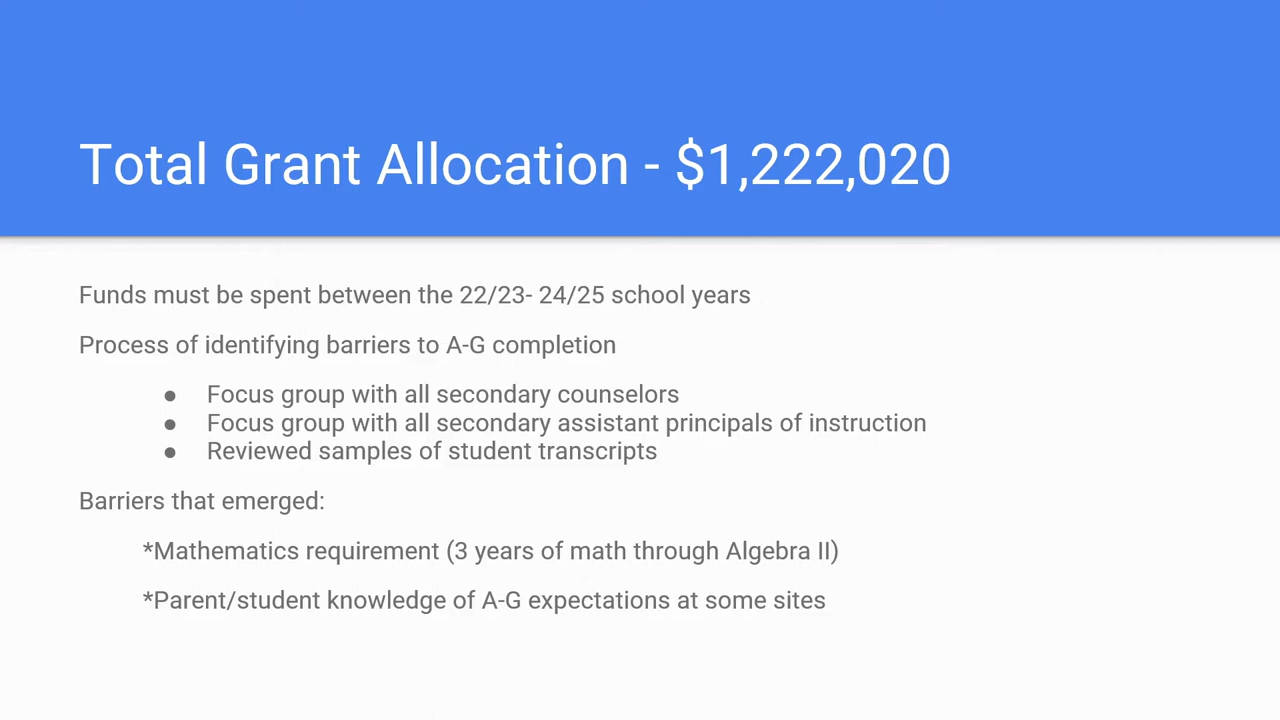 Total Grant Allocation - $1,222,020
Funds must be spent between the 22/23- 24/25 school years
Process of identifying barriers to A-G completion
● Focus group with all secondary counselors
● Focus group with all secondary assistant principals of instruction
● Reviewed samples of student transcripts
Barriers that emerged:
*Mathematics requirement (3 years of math through Algebra II)
*Parent/student knowledge of A-G expectations at some sites